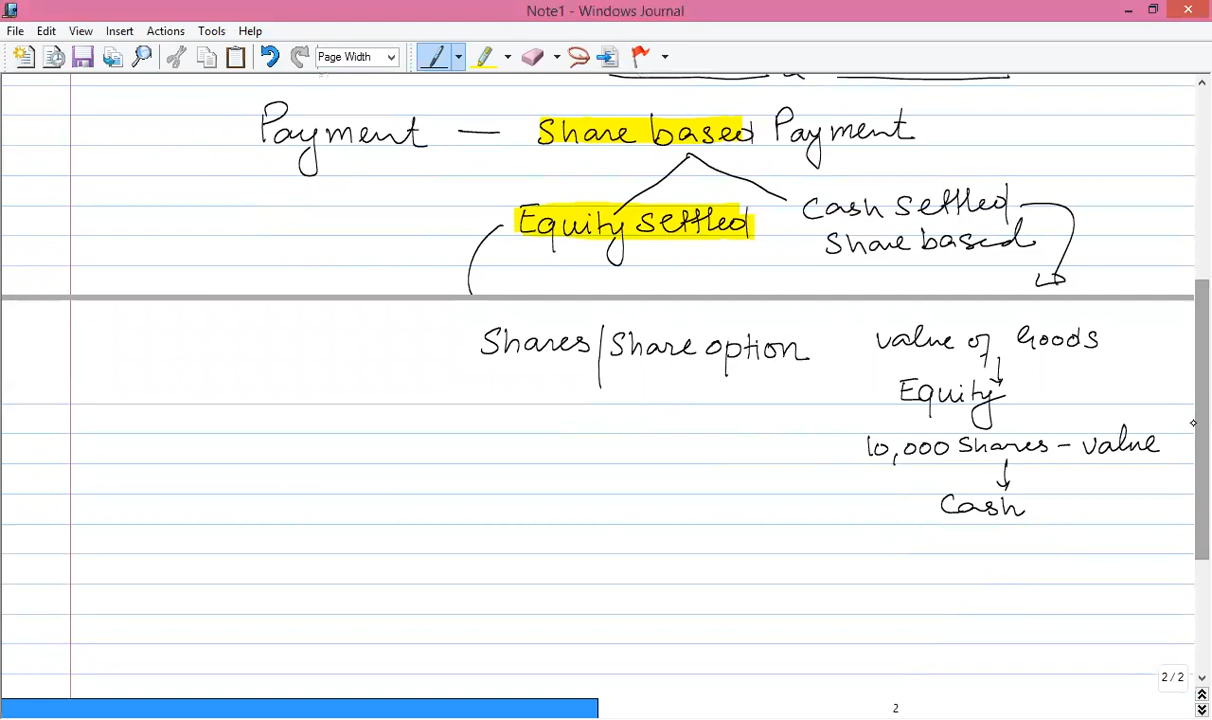 Note1 - Windows Journal
File Edit View Insert Actions Tools Help
Page Width
Payment — Share based Payment
Equity settled
Cash settled
Share based
Shares/Share option
value of Goods
Equity
10,000 Shares - value
Cash
2 / 2
2